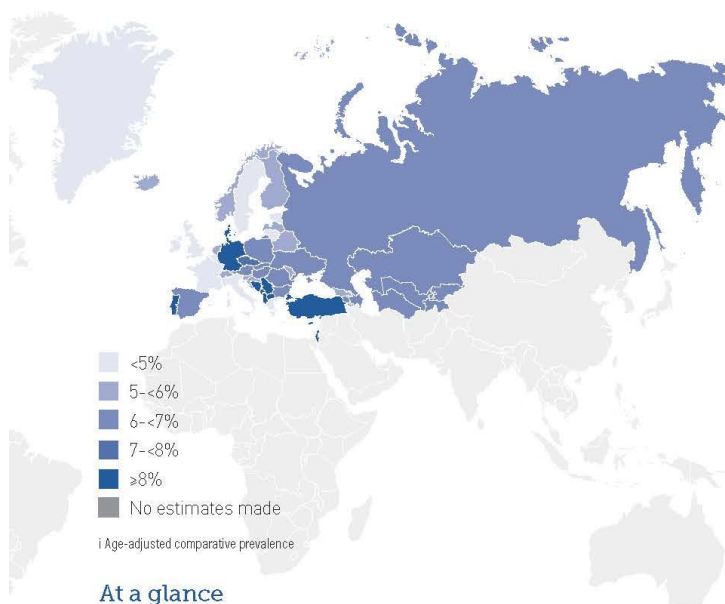 <5%
5-<6%
6-<7%
7-<8%
≥8%
No estimates made
i Age-adjusted comparative prevalence
At a glance